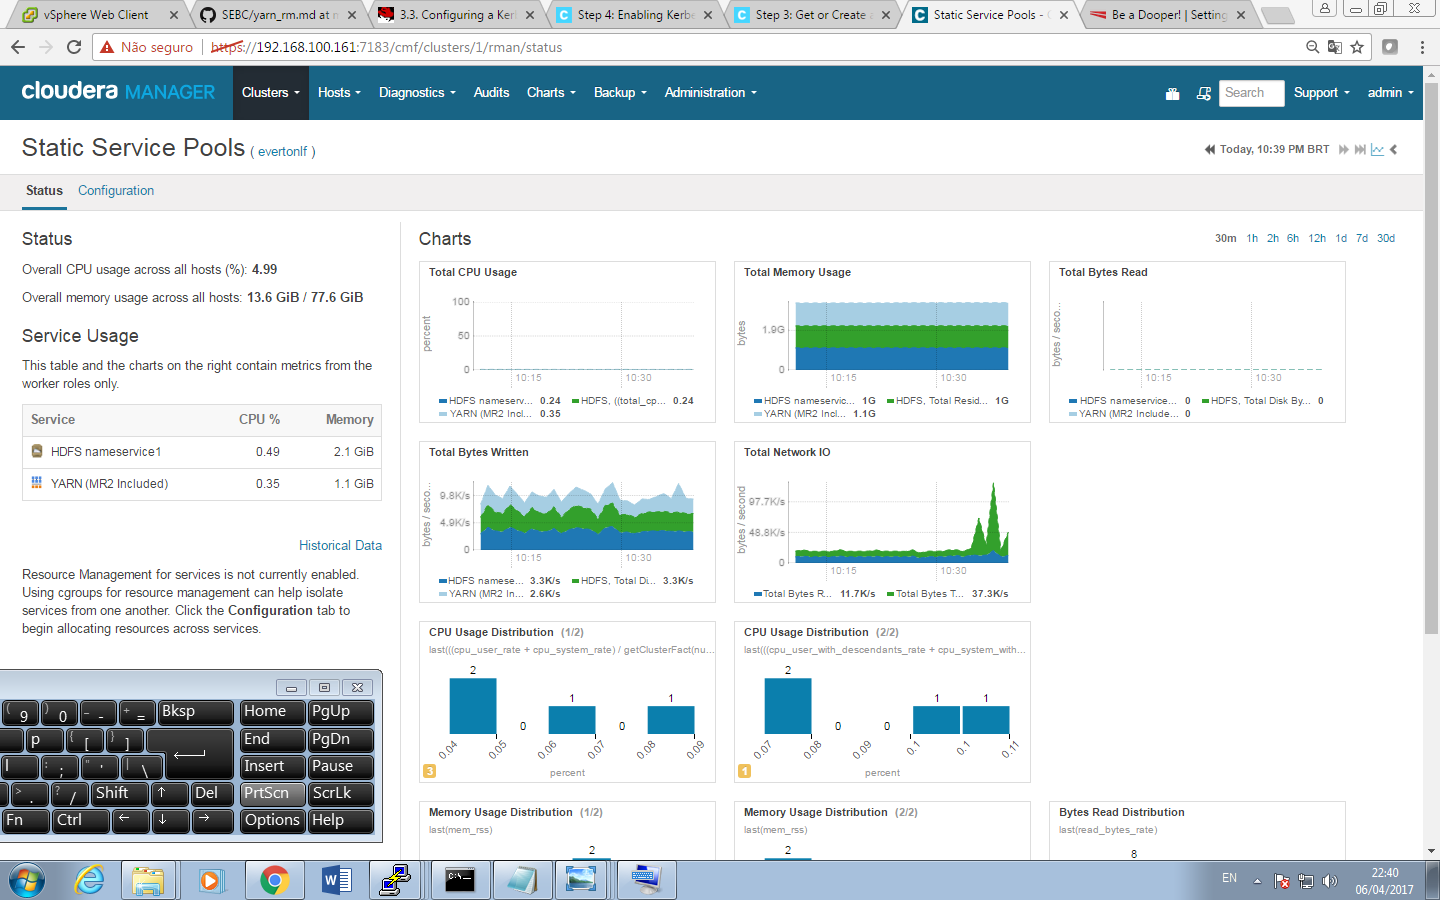 vSphere Web Client
SEBC/yarn_rm.md at m
3.3. Configuring a Ker
Step 4: Enabling Kerbe
Step 3: Get or Create a
Static Service Pools -
Be a Dooper! | Setting
Não seguro
https://192.168.100.161:7183/cmf/clusters/1/rman/status
cloudera MANAGER
Clusters
Hosts
Diagnostics
Audits
Charts
Backup
Administration
Search
Support
admin
Static Service Pools ( evertonlf )
Today, 10:39 PM BRT
Status
Configuration
Status
Overall CPU usage across all hosts (%): 4.99
Overall memory usage across all hosts: 13.6 GiB / 77.6 GiB
Service Usage
This table and the charts on the right contain metrics from the
worker roles only.
Service CPU % Memory
HDFS nameservice1 0.49 2.1 GiB
YARN (MR2 Included) 0.35 1.1 GiB
Historical Data
Resource Management for services is not currently enabled.
Using cgroups for resource management can help isolate
services from one another. Click the Configuration tab to
begin allocating resources across services.
Charts
30m 1h 2h 6h 12h 1d 7d 30d
Total CPU Usage
percent
100
50
0
10:15 10:30
HDFS nameserv... 0.24 HDFS, ((total_cp... 0.24
YARN (MR2 Incl... 0.35
Total Memory Usage
bytes
1.9G
0
10:15 10:30
HDFS nameservic... 1G HDFS, Total Resid... 1G
YARN (MR2 Incl... 1.1G
Total Bytes Read
bytes / seco...
0
10:15 10:30
HDFS nameservice... 0 HDFS, Total Disk By... 0
YARN (MR2 Include... 0
Total Bytes Written
bytes / seco...
9.8K/s
4.9K/s
0
10:15 10:30
HDFS namese... 3.3K/s HDFS, Total Di... 3.3K/s
YARN (MR2 In... 2.6K/s
Total Network IO
bytes / second
97.7K/s
48.8K/s
0
10:15 10:30
Total Bytes R... 11.7K/s Total Bytes T... 37.3K/s
CPU Usage Distribution (1/2)
last(((cpu_user_rate + cpu_system_rate) / getClusterFact(nu...
2 0 1 0 1
0.04 0.05 0.06 0.07 0.08 0.09
3
percent
CPU Usage Distribution (2/2)
last(((cpu_user_with_descendants_rate + cpu_system_with...
2 0 0 1 1
0.07 0.08 0.09 0.1 0.1 0.11
1
percent
Memory Usage Distribution (1/2)
last(mem_rss)
2
Memory Usage Distribution (2/2)
last(mem_rss)
2
Bytes Read Distribution
last(read_bytes_rate)
8
( 9 ) 0 _ - + = Bksp Home PgUp
p { [ } ] End PgDn
l : ; " ' | \ Insert Pause
> . ? / Shift ↑ Del PrtScn ScrLk
Fn Ctrl ← ↓ → Options Help
EN
22:40
06/04/2017